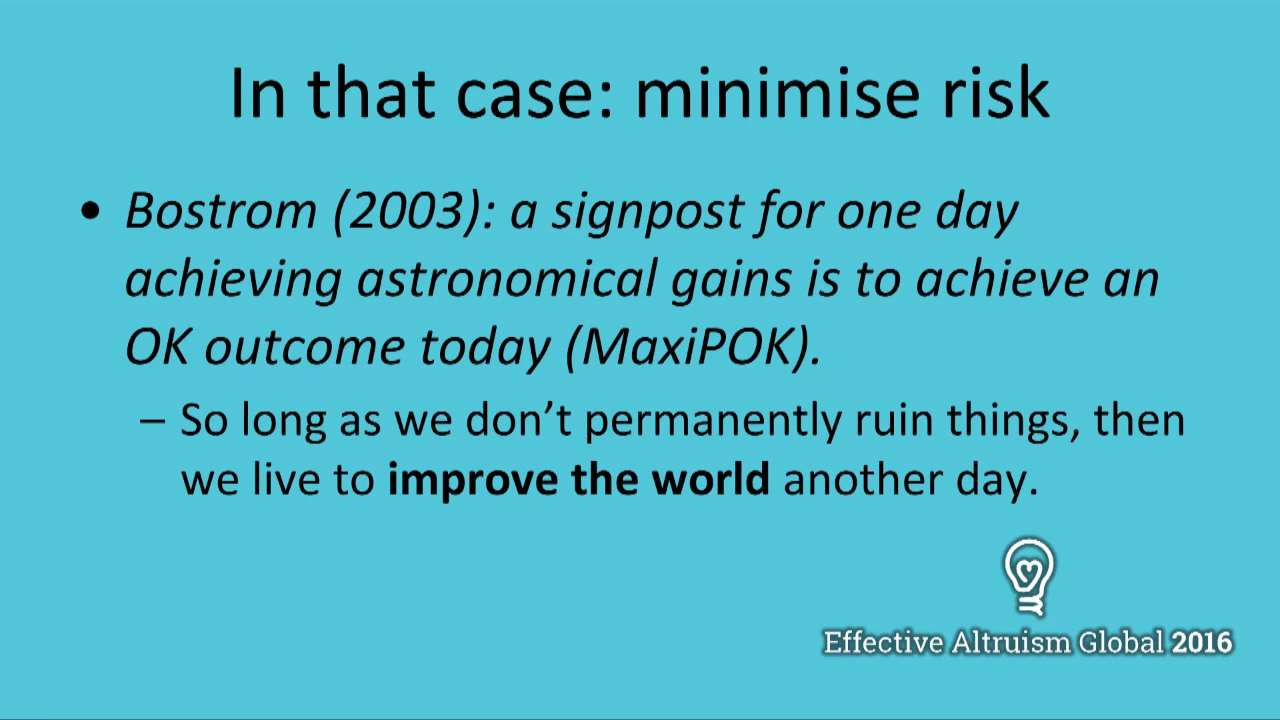 In that case: minimise risk
• Bostrom (2003): a signpost for one day
achieving astronomical gains is to achieve an
OK outcome today (MaxiPOK).
– So long as we don’t permanently ruin things, then
we live to improve the world another day.
Effective Altruism Global 2016